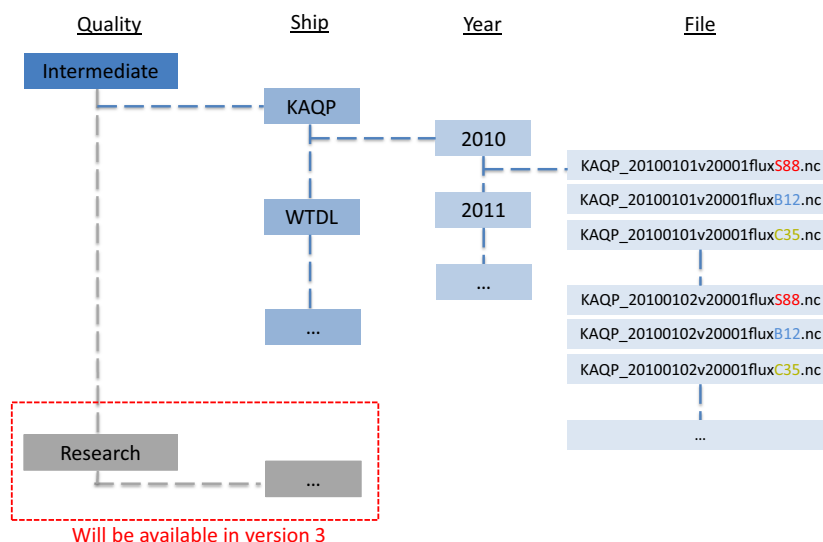 Quality
Ship
Year
File
Intermediate
KAQP
2010
KAQP_20100101v20001fluxS88.nc
KAQP_20100101v20001fluxB12.nc
WTDL
2011
KAQP_20100101v20001fluxC35.nc
...
KAQP_20100102v20001fluxS88.nc
...
KAQP_20100102v20001fluxB12.nc
KAQP_20100102v20001fluxC35.nc
...
Research
...
Will be available in version 3